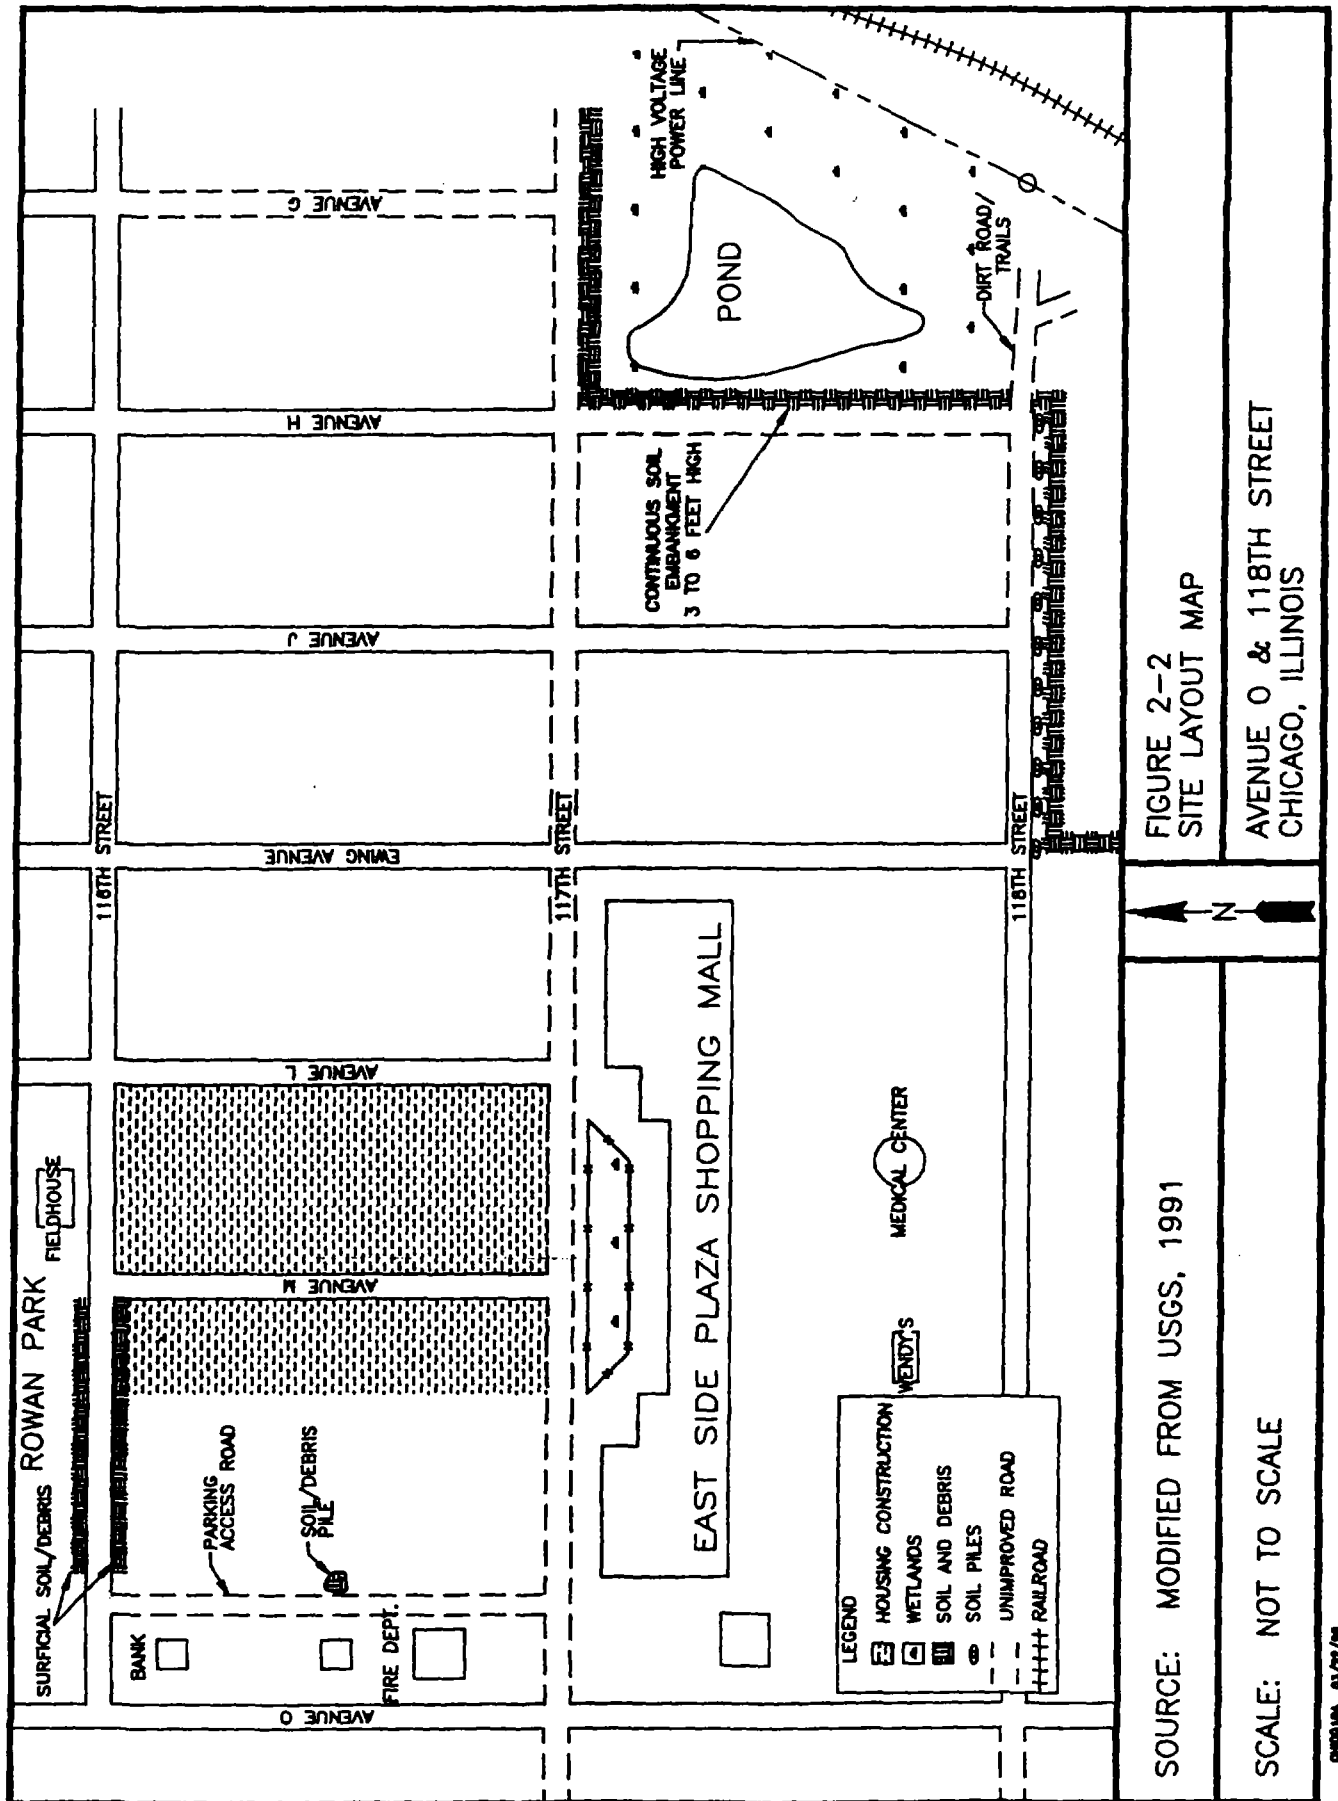 SURFICIAL SOIL/DEBRIS
ROWAN PARK
FIELDHOUSE
116TH STREET
BANK
PARKING
ACCESS ROAD
SOIL/DEBRIS
PILE
FIRE DEPT.
AVENUE O
AVENUE M
AVENUE L
EWING AVENUE
AVENUE J
AVENUE H
AVENUE G
117TH STREET
EAST SIDE PLAZA SHOPPING MALL
CONTINUOUS SOIL
EMBANKMENT
3 TO 6 FEET HIGH
POND
HIGH VOLTAGE
POWER LINE
DIRT ROAD/
TRAILS
WENDY'S
MEDICAL CENTER
118TH STREET
LEGEND
HOUSING CONSTRUCTION
WETLANDS
SOIL AND DEBRIS
SOIL PILES
UNIMPROVED ROAD
RAILROAD
SOURCE: MODIFIED FROM USGS, 1991
SCALE: NOT TO SCALE
N
FIGURE 2-2
SITE LAYOUT MAP
AVENUE O & 118TH STREET
CHICAGO, ILLINOIS